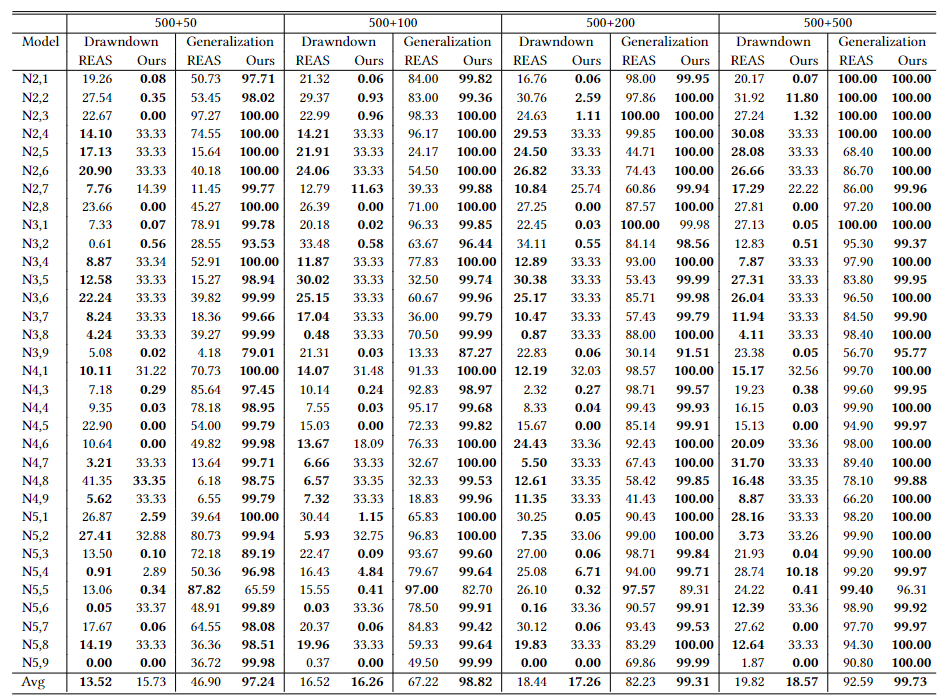 500+50 500+100 500+200 500+500
Model Drawndown Generalization Drawndown Generalization Drawndown Generalization Drawndown Generalization
REAS Ours REAS Ours REAS Ours REAS Ours REAS Ours REAS Ours REAS Ours REAS Ours
N2,1 19.26 0.08 50.73 97.71 21.32 0.06 84.00 99.82 16.76 0.06 98.00 99.95 20.17 0.07 100.00 100.00
N2,2 27.54 0.35 53.45 98.02 29.37 0.93 83.00 99.36 30.76 2.59 97.86 100.00 31.92 11.80 100.00 100.00
N2,3 22.67 0.00 97.27 100.00 22.99 0.96 98.33 100.00 24.63 1.11 100.00 100.00 27.24 1.32 100.00 100.00
N2,4 14.10 33.33 74.55 100.00 14.21 33.33 96.17 100.00 29.53 33.33 99.85 100.00 30.08 33.33 100.00 100.00
N2,5 17.13 33.33 15.64 100.00 21.91 33.33 24.17 100.00 24.50 33.33 44.71 100.00 28.08 33.33 68.40 100.00
N2,6 20.90 33.33 40.18 100.00 24.06 33.33 54.50 100.00 26.82 33.33 74.43 100.00 26.66 33.33 86.70 100.00
N2,7 7.76 14.39 11.45 99.77 12.79 11.63 39.33 99.88 10.84 25.74 60.86 99.94 17.29 22.22 86.00 99.96
N2,8 23.66 0.00 45.27 100.00 26.39 0.00 71.00 100.00 27.25 0.00 87.57 100.00 27.81 0.00 97.20 100.00
N3,1 7.33 0.07 78.91 99.78 20.18 0.02 96.33 99.85 22.45 0.03 100.00 99.98 27.13 0.05 100.00 100.00
N3,2 0.61 0.56 28.55 93.53 33.48 0.58 63.67 96.44 34.11 0.55 84.14 98.56 12.83 0.51 95.30 99.37
N3,4 8.87 33.34 52.91 100.00 11.87 33.33 77.83 100.00 12.89 33.33 93.00 100.00 7.87 33.33 97.90 100.00
N3,5 12.58 33.33 15.27 98.94 30.02 33.33 32.50 99.74 30.38 33.33 53.43 99.99 27.31 33.33 83.80 99.95
N3,6 22.24 33.33 39.82 99.99 25.15 33.33 60.67 99.96 25.17 33.33 85.71 99.98 26.04 33.33 96.50 100.00
N3,7 8.24 33.33 18.36 99.66 17.04 33.33 36.00 99.79 10.47 33.33 57.43 99.79 11.94 33.33 84.50 99.90
N3,8 4.24 33.33 39.27 99.99 0.48 33.33 70.50 99.99 0.87 33.33 88.00 100.00 4.11 33.33 98.40 100.00
N3,9 5.08 0.02 4.18 79.01 21.31 0.03 13.33 87.27 22.83 0.06 30.14 91.51 23.38 0.05 56.70 95.77
N4,1 10.11 31.22 70.73 100.00 14.07 31.48 91.33 100.00 12.19 32.03 98.57 100.00 15.17 32.56 99.70 100.00
N4,3 7.18 0.29 85.64 97.45 10.14 0.24 92.83 98.97 2.32 0.27 98.71 99.57 19.23 0.38 99.60 99.95
N4,4 9.35 0.03 78.18 98.95 7.55 0.03 95.17 99.68 8.33 0.04 99.43 99.93 16.15 0.03 99.90 100.00
N4,5 22.90 0.00 54.00 99.79 15.03 0.00 72.33 99.82 15.67 0.00 85.14 99.91 15.13 0.00 94.90 99.97
N4,6 10.64 0.00 49.82 99.98 13.67 18.09 76.33 100.00 24.43 33.36 92.43 100.00 20.09 33.36 98.00 100.00
N4,7 3.21 33.33 13.64 99.71 6.66 33.33 32.67 100.00 5.50 33.33 67.43 100.00 31.70 33.33 89.40 100.00
N4,8 41.35 33.35 6.18 98.75 6.57 33.35 32.33 99.53 12.61 33.35 58.42 99.85 16.48 33.35 78.10 99.88
N4,9 5.62 33.33 6.55 99.79 7.32 33.33 18.83 99.96 11.35 33.33 41.43 100.00 8.87 33.33 66.20 100.00
N5,1 26.87 2.59 39.64 100.00 30.44 1.15 65.83 100.00 30.25 0.05 90.43 100.00 28.16 33.33 98.20 100.00
N5,2 27.41 32.88 80.73 99.94 5.93 32.75 96.83 100.00 7.35 33.06 99.00 100.00 3.73 33.26 99.90 100.00
N5,3 13.50 0.10 72.18 89.19 22.47 0.09 93.67 99.60 27.00 0.06 98.71 99.84 21.93 0.04 99.90 100.00
N5,4 0.91 2.89 50.36 96.98 16.43 4.84 79.67 99.64 25.08 6.71 94.00 99.71 28.74 10.18 99.20 99.97
N5,5 13.06 0.34 87.82 65.59 15.55 0.41 97.00 82.70 26.10 0.32 97.57 89.31 24.22 0.41 99.40 96.31
N5,6 0.05 33.37 48.91 99.89 0.03 33.36 78.50 99.91 0.16 33.36 90.57 99.91 12.39 33.36 98.90 99.92
N5,7 17.67 0.06 64.55 98.08 20.37 0.06 84.83 99.42 30.12 0.06 93.43 99.53 27.62 0.00 97.70 99.97
N5,8 14.19 33.33 36.36 98.51 19.96 33.33 59.33 99.64 19.83 33.33 83.29 100.00 12.64 33.33 94.30 100.00
N5,9 0.00 0.00 36.72 99.98 0.37 0.00 49.50 99.99 0.00 0.00 69.86 99.99 1.87 0.00 90.80 100.00
Avg 13.52 15.73 46.90 97.24 16.52 16.26 67.22 98.82 18.44 17.26 82.23 99.31 19.82 18.57 92.59 99.73